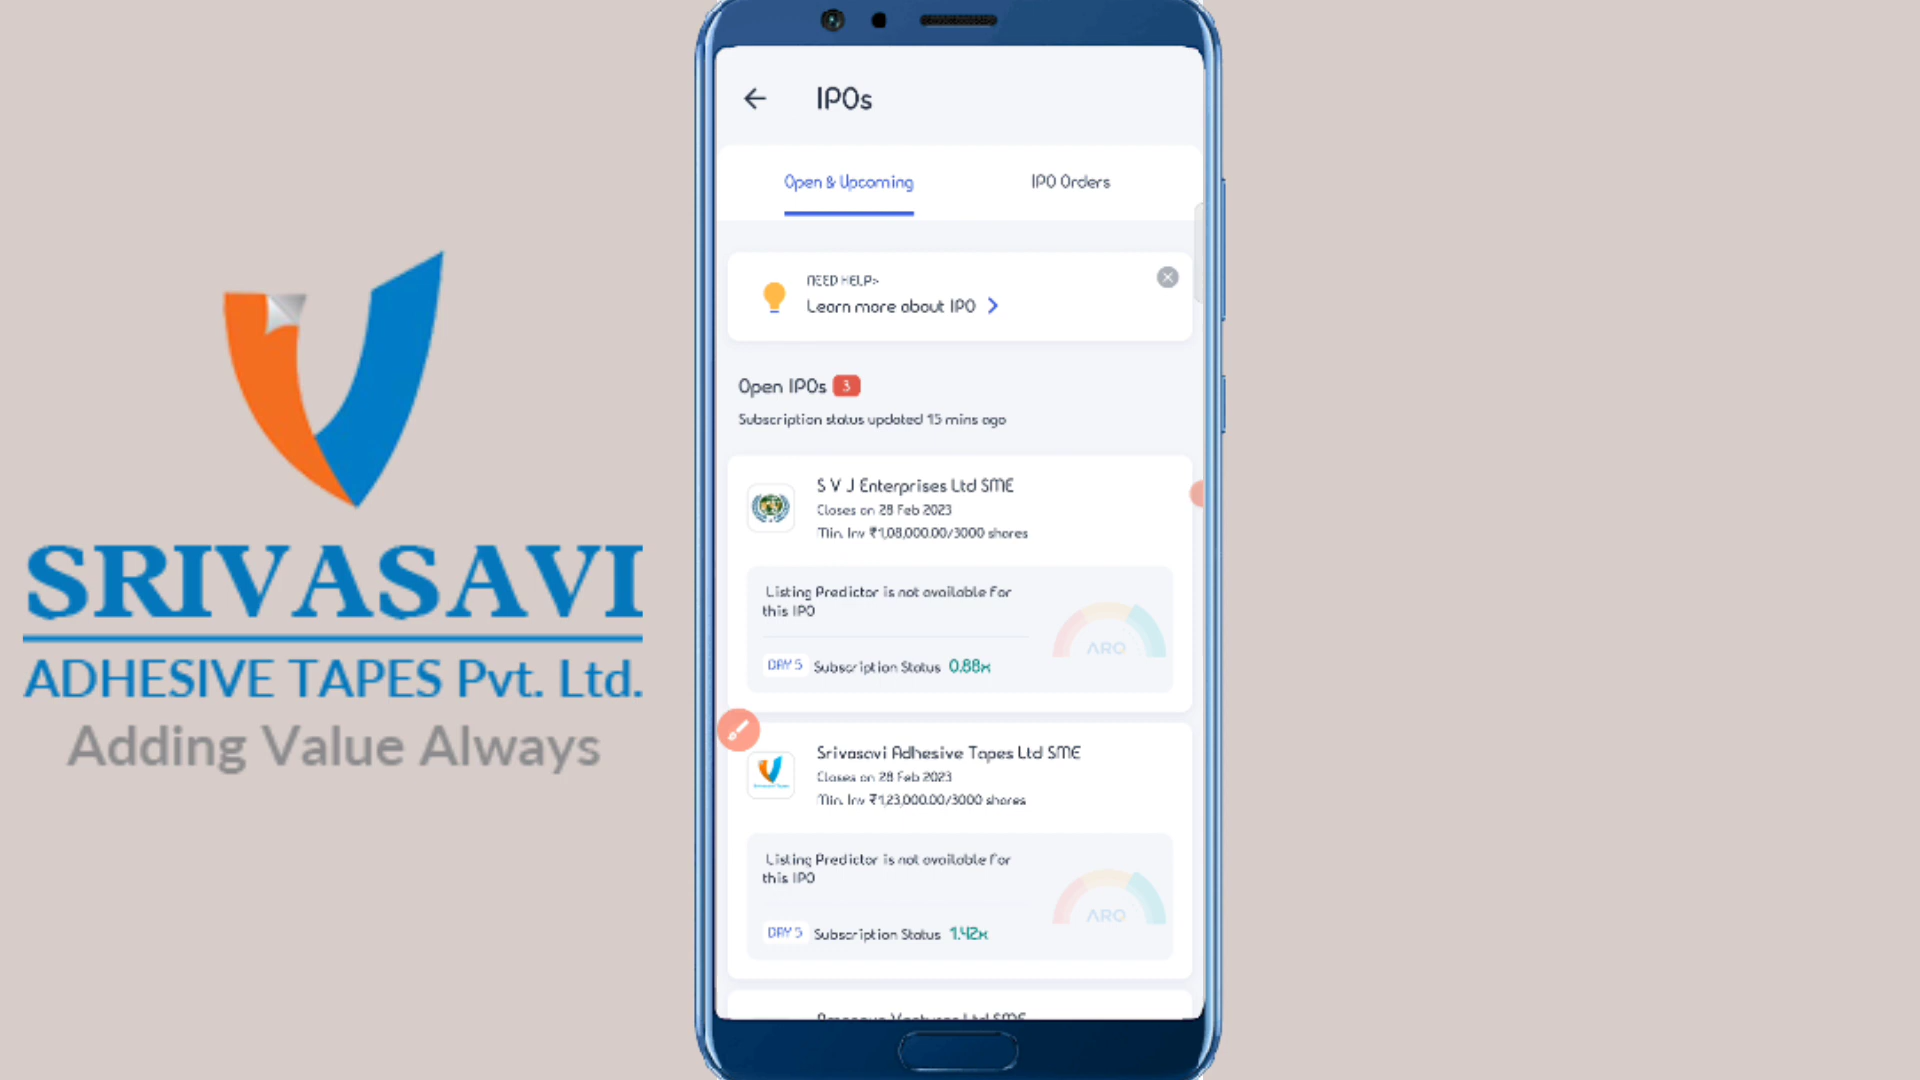 SRIVASAVI
ADHESIVE TAPES Pvt. Ltd.
Adding Value Always
IPOs
Open & Upcoming
IPO Orders
NEED HELP>
Learn more about IPO
Open IPOs 3
Subscription status updated 15 mins ago
S V J Enterprises Ltd SME
Closes on 28 Feb 2023
Min. Inv ₹1,08,000.00/3000 shares
Listing Predictor is not available for
this IPO
ARO
DAY 5 Subscription Status 0.88x
Srivasavi Adhesive Tapes Ltd SME
Closes on 28 Feb 2023
Min. Inv ₹1,23,000.00/3000 shares
Listing Predictor is not available for
this IPO
ARO
DAY 5 Subscription Status 1.42x
Ventures Ltd SME